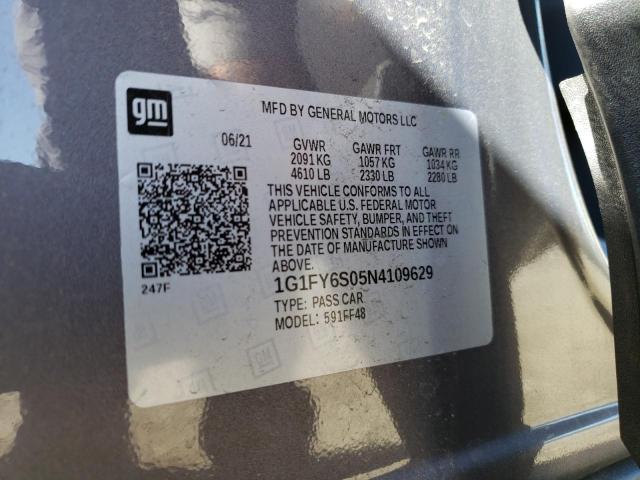 gm
MFD BY GENERAL MOTORS LLC
06/21 GVWR GAWR FRT GAWR RR
2091 KG 1057 KG 1034 KG
4610 LB 2330 LB 2280 LB
THIS VEHICLE CONFORMS TO ALL
APPLICABLE U.S. FEDERAL MOTOR
VEHICLE SAFETY, BUMPER, AND THEFT
PREVENTION STANDARDS IN EFFECT ON
THE DATE OF MANUFACTURE SHOWN
ABOVE.
247F
1G1FY6S05N4109629
TYPE: PASS CAR
MODEL: 591FF48